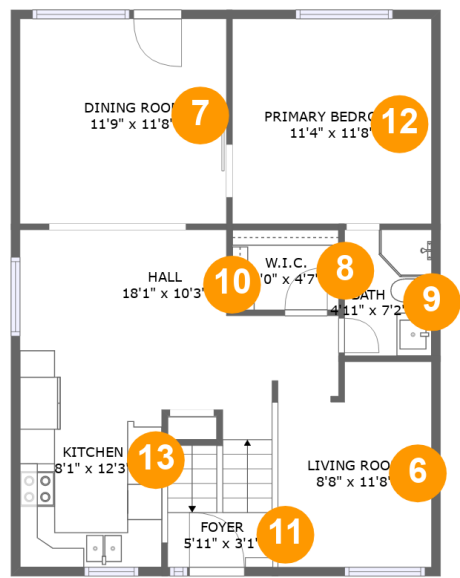 DINING ROO
7
11'9" x 11'8"
PRIMARY BEDRO
12
11'4" x 11'8"
W.I.C.
8
'0" x 4'7"
HALL
10
18'1" x 10'3"
BATH
9
4'11" x 7'2"
KITCHEN
13
8'1" x 12'3"
LIVING ROO
6
8'8" x 11'8"
FOYER
11
5'11" x 3'1"